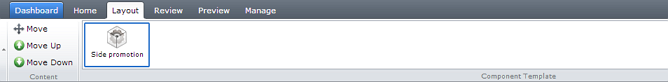 Dashboard Home Layout Review Preview Manage
Move
Side promotion
Move Up
Move Down
Content Component Template